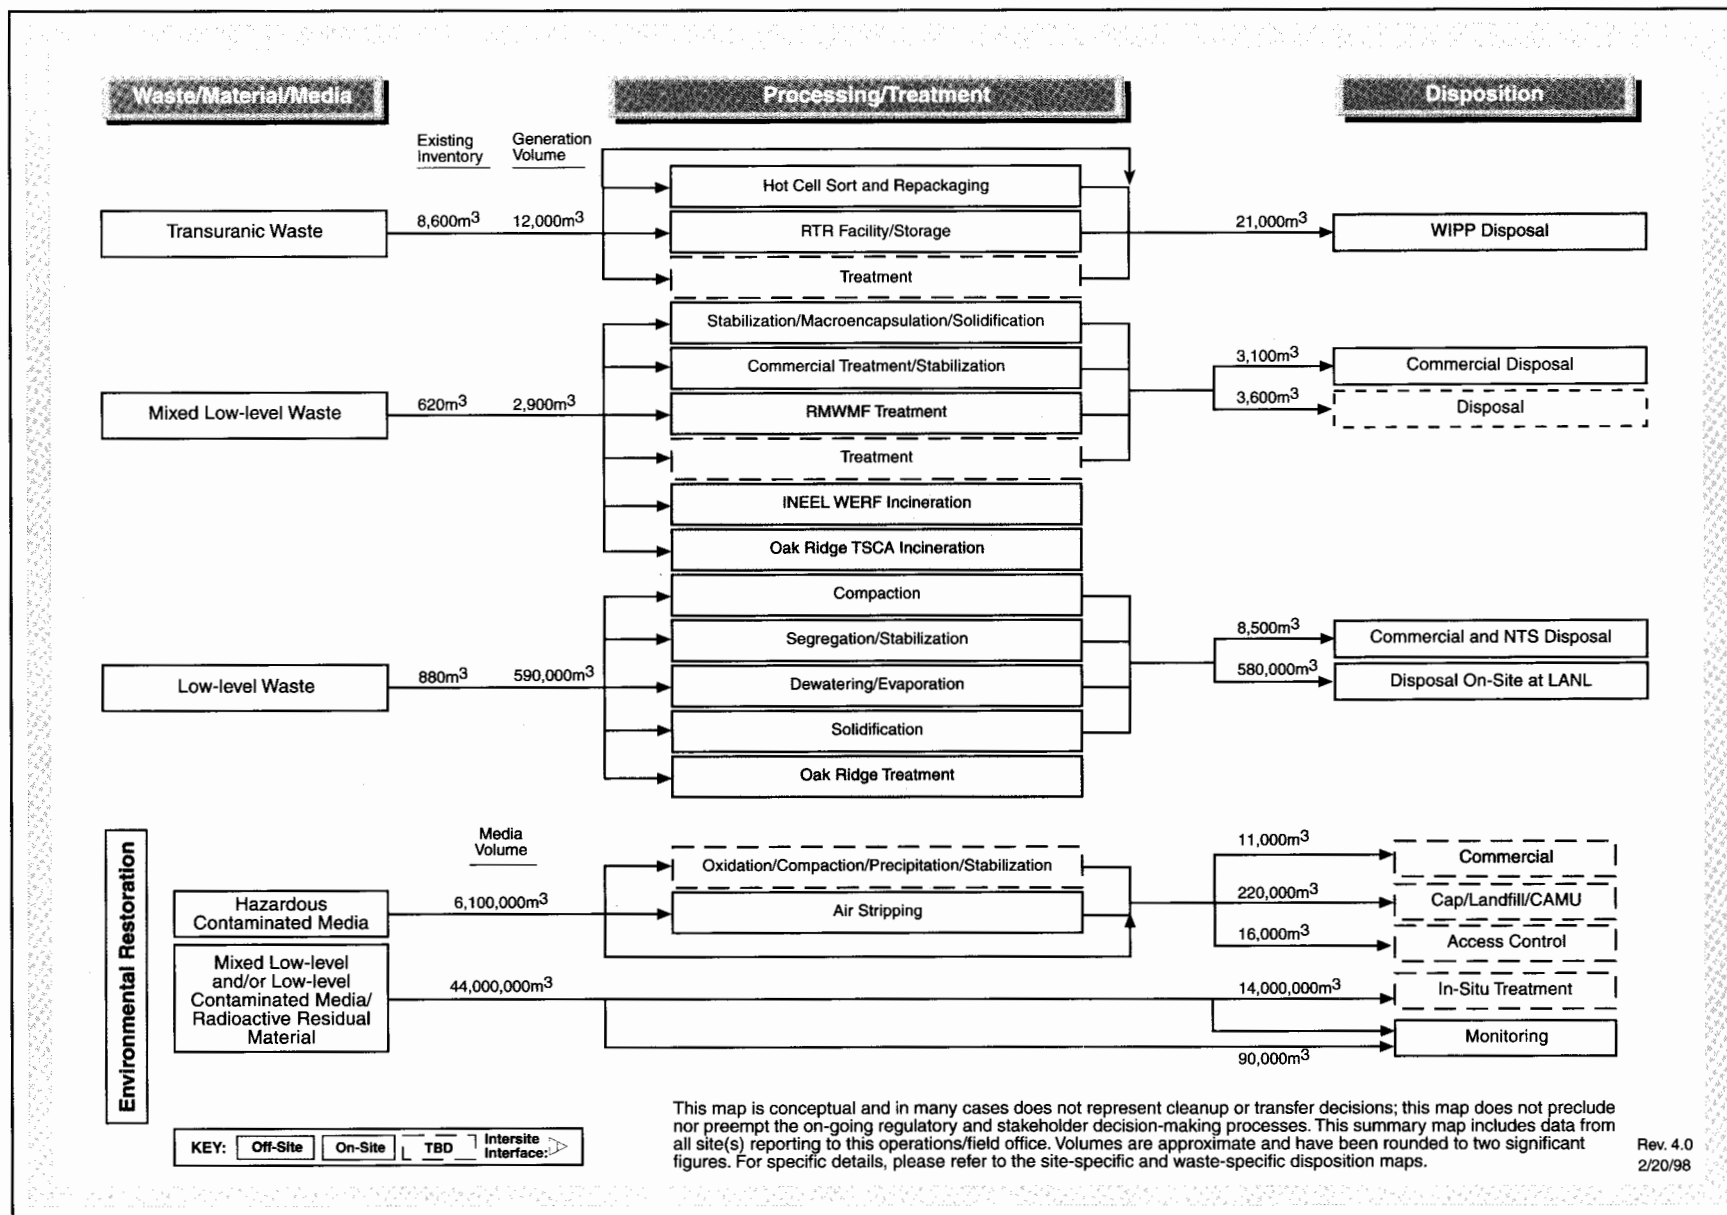 Waste/Material/Media
Processing/Treatment
Disposition
Existing
Inventory
Generation
Volume
Hot Cell Sort and Repackaging
Transuranic Waste
8,600m3
12,000m3
RTR Facility/Storage
21,000m3
WIPP Disposal
Treatment
Stabilization/Macroencapsulation/Solidification
Commercial Treatment/Stabilization
3,100m3
Commercial Disposal
Mixed Low-level Waste
620m3
2,900m3
RMWMF Treatment
3,600m3
Disposal
Treatment
INEEL WERF Incineration
Oak Ridge TSCA Incineration
Compaction
Segregation/Stabilization
8,500m3
Commercial and NTS Disposal
Low-level Waste
880m3
590,000m3
Dewatering/Evaporation
580,000m3
Disposal On-Site at LANL
Solidification
Oak Ridge Treatment
Environmental Restoration
Media
Volume
Oxidation/Compaction/Precipitation/Stabilization
11,000m3
Commercial
Hazardous
Contaminated Media
6,100,000m3
Air Stripping
220,000m3
Cap/Landfill/CAMU
16,000m3
Access Control
Mixed Low-level
and/or Low-level
Contaminated Media/
Radioactive Residual
Material
44,000,000m3
14,000,000m3
In-Situ Treatment
Monitoring
90,000m3
KEY:
Off-Site
On-Site
TBD
Intersite
Interface:
This map is conceptual and in many cases does not represent cleanup or transfer decisions; this map does not preclude
nor preempt the on-going regulatory and stakeholder decision-making processes. This summary map includes data from
all site(s) reporting to this operations/field office. Volumes are approximate and have been rounded to two significant
figures. For specific details, please refer to the site-specific and waste-specific disposition maps.
Rev. 4.0
2/20/98